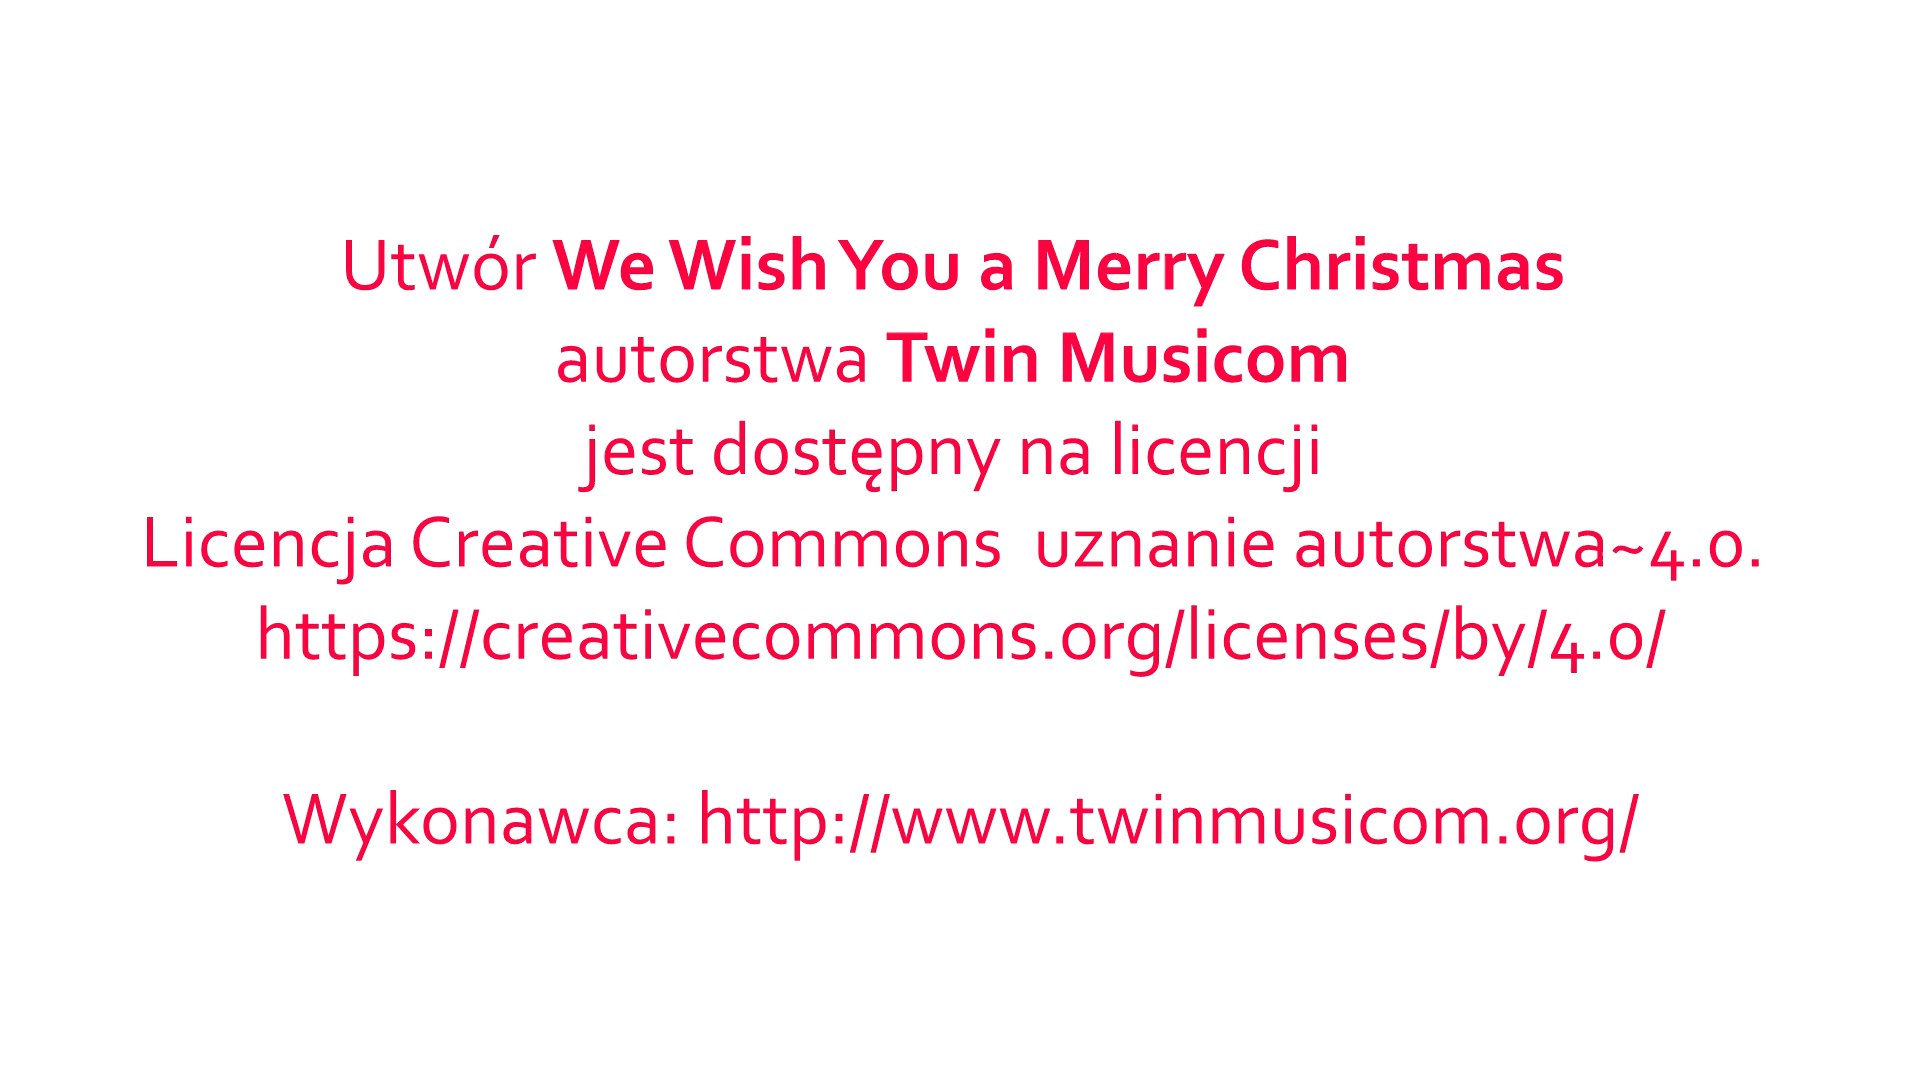 Utwór We Wish You a Merry Christmas
autorstwa Twin Musicom
jest dostępny na licencji
Licencja Creative Commons  uznanie autorstwa~4.0.
https://creativecommons.org/licenses/by/4.0/
Wykonawca: http://www.twinmusicom.org/